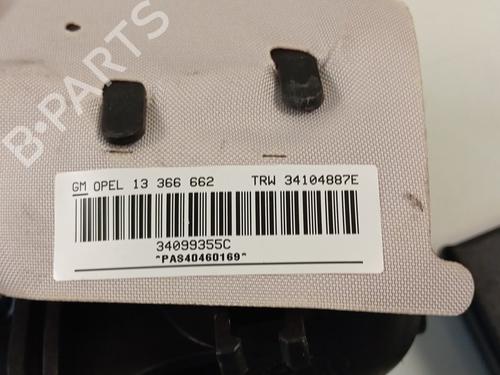 B-PARTS
GM OPEL 13 366 662 TRW 34104887E
34099355C
*PAS40460169*